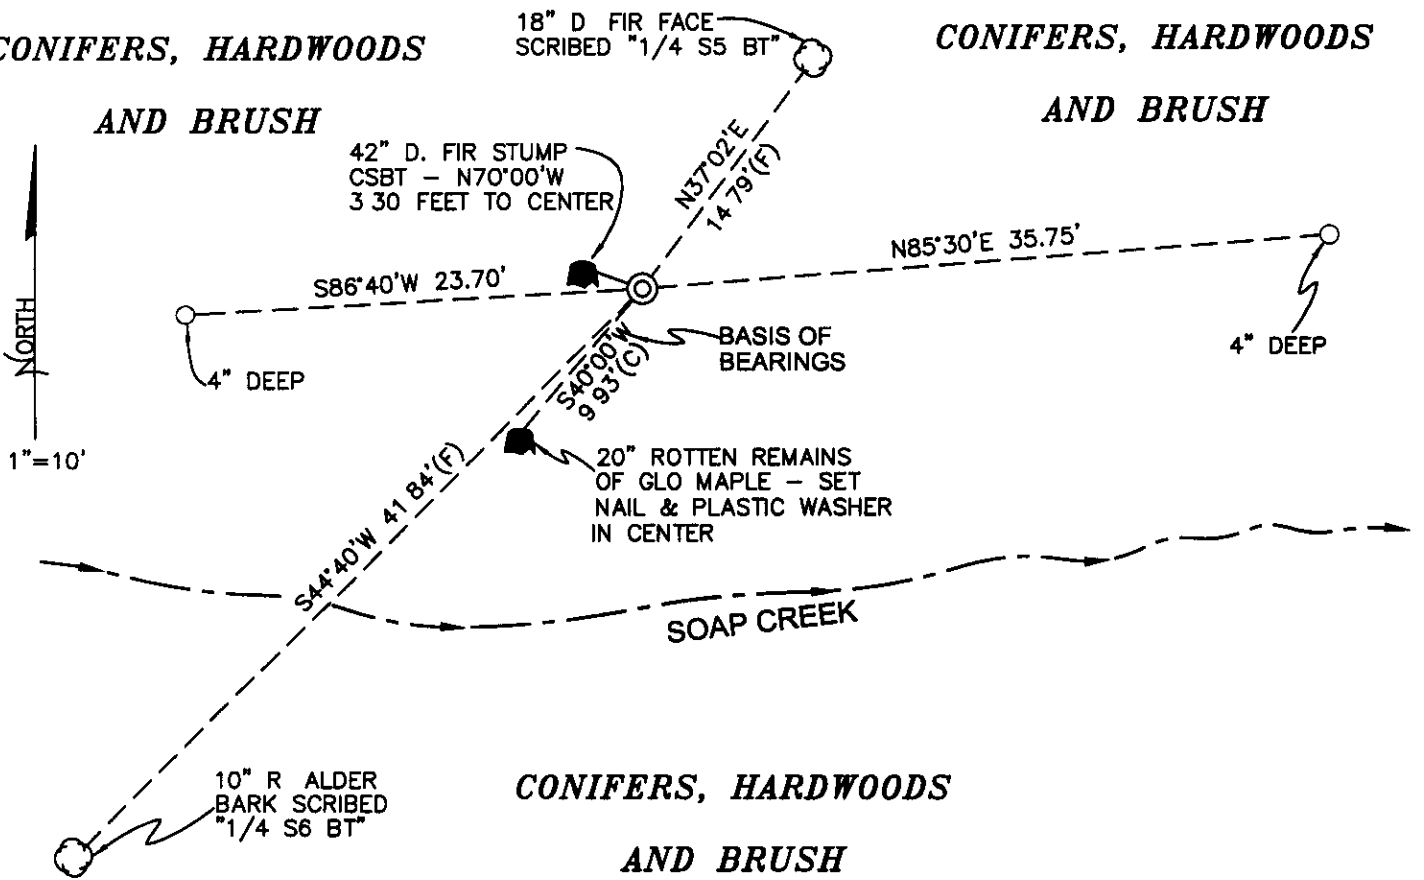 18" D FIR FACE
SCRIBED "1/4 S5 BT"
CONIFERS, HARDWOODS
AND BRUSH
CONIFERS, HARDWOODS
AND BRUSH
42" D. FIR STUMP
CSBT - N70°00'W
3 30 FEET TO CENTER
N37°02'E
14 79'(F)
N85°30'E 35.75'
S86°40'W 23.70'
NORTH
1"=10'
4" DEEP
BASIS OF
BEARINGS
4" DEEP
S40°00'W
9 93'(C)
20" ROTTEN REMAINS
OF GLO MAPLE - SET
NAIL & PLASTIC WASHER
IN CENTER
S44°40'W 41 84'(F)
SOAP CREEK
10" R ALDER
BARK SCRIBED
"1/4 S6 BT"
CONIFERS, HARDWOODS
AND BRUSH